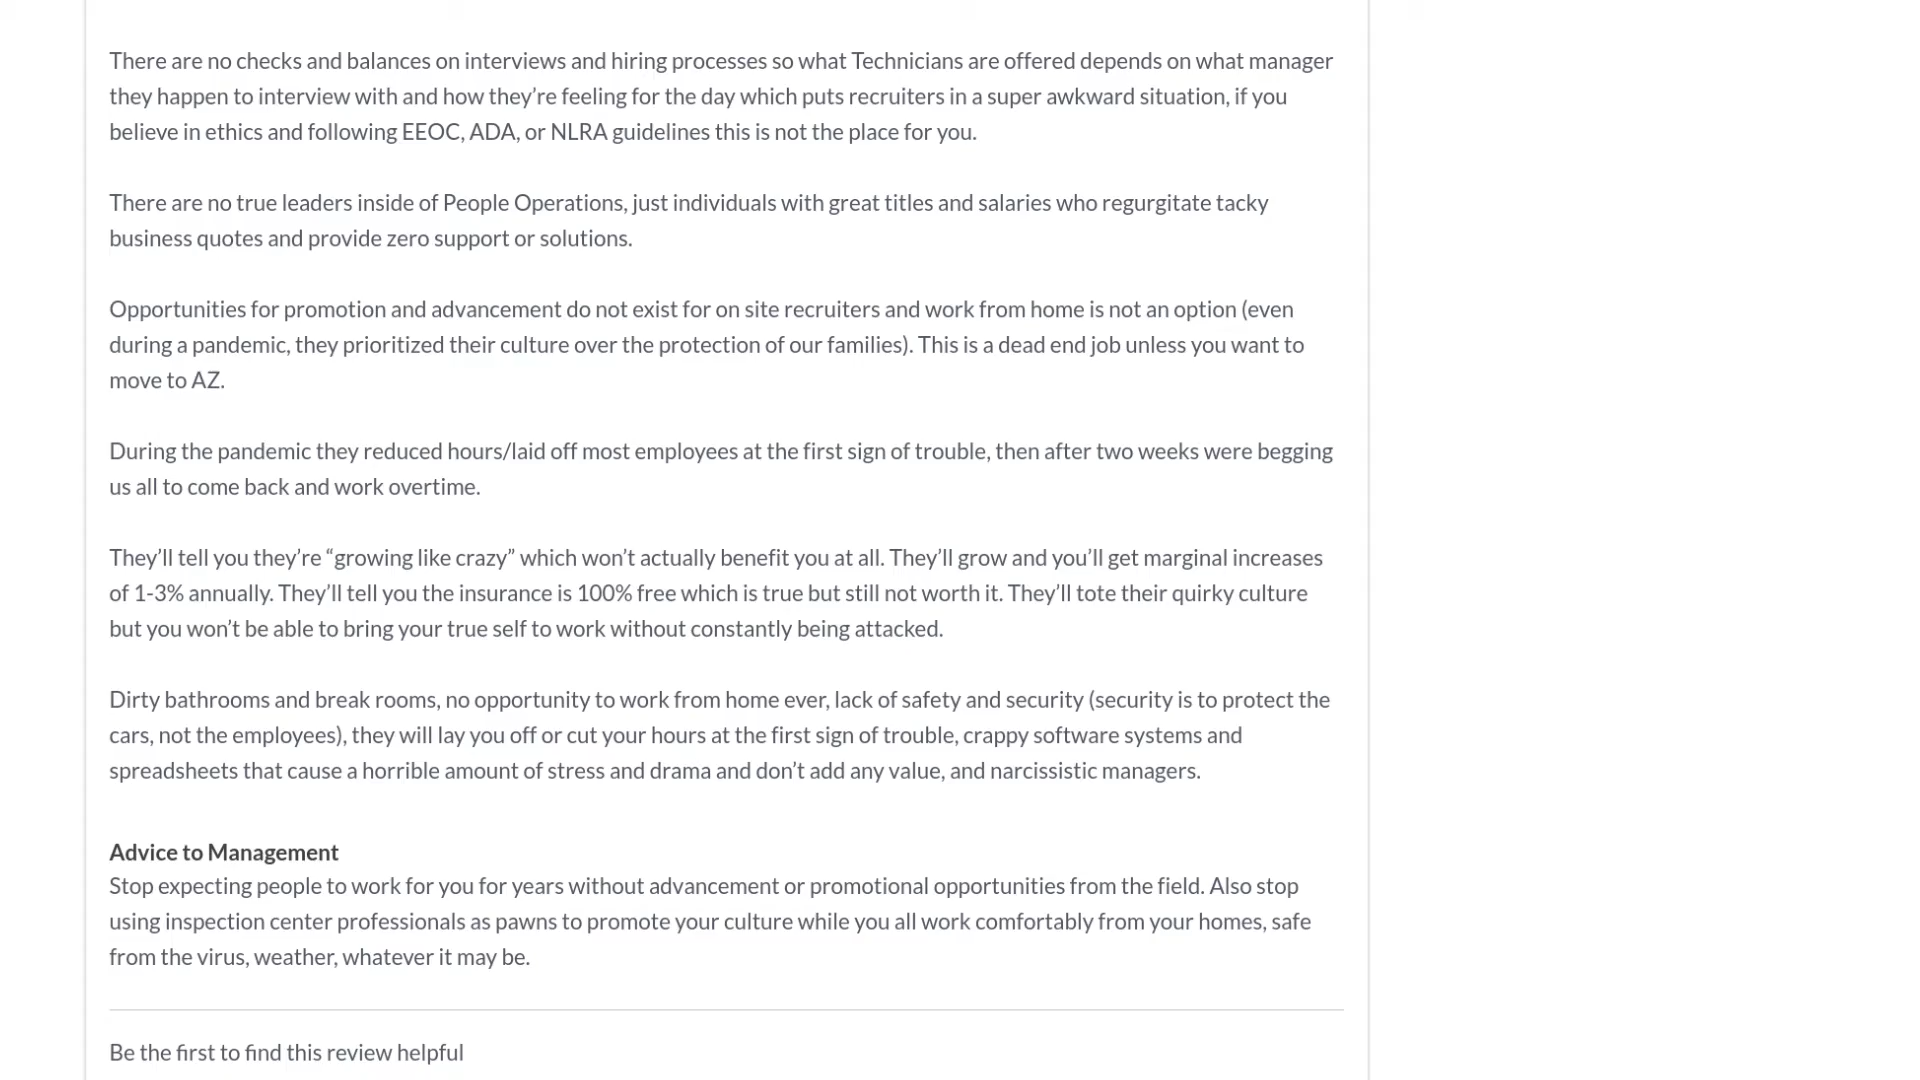 There are no checks and balances on interviews and hiring processes so what Technicians are offered depends on what manager
they happen to interview with and how they’re feeling for the day which puts recruiters in a super awkward situation, if you
believe in ethics and following EEOC, ADA, or NLRA guidelines this is not the place for you.
There are no true leaders inside of People Operations, just individuals with great titles and salaries who regurgitate tacky
business quotes and provide zero support or solutions.
Opportunities for promotion and advancement do not exist for on site recruiters and work from home is not an option (even
during a pandemic, they prioritized their culture over the protection of our families). This is a dead end job unless you want to
move to AZ.
During the pandemic they reduced hours/laid off most employees at the first sign of trouble, then after two weeks were begging
us all to come back and work overtime.
They’ll tell you they’re “growing like crazy” which won’t actually benefit you at all. They’ll grow and you’ll get marginal increases
of 1-3% annually. They’ll tell you the insurance is 100% free which is true but still not worth it. They’ll tote their quirky culture
but you won’t be able to bring your true self to work without constantly being attacked.
Dirty bathrooms and break rooms, no opportunity to work from home ever, lack of safety and security (security is to protect the
cars, not the employees), they will lay you off or cut your hours at the first sign of trouble, crappy software systems and
spreadsheets that cause a horrible amount of stress and drama and don’t add any value, and narcissistic managers.
Advice to Management
Stop expecting people to work for you for years without advancement or promotional opportunities from the field. Also stop
using inspection center professionals as pawns to promote your culture while you all work comfortably from your homes, safe
from the virus, weather, whatever it may be.
Be the first to find this review helpful